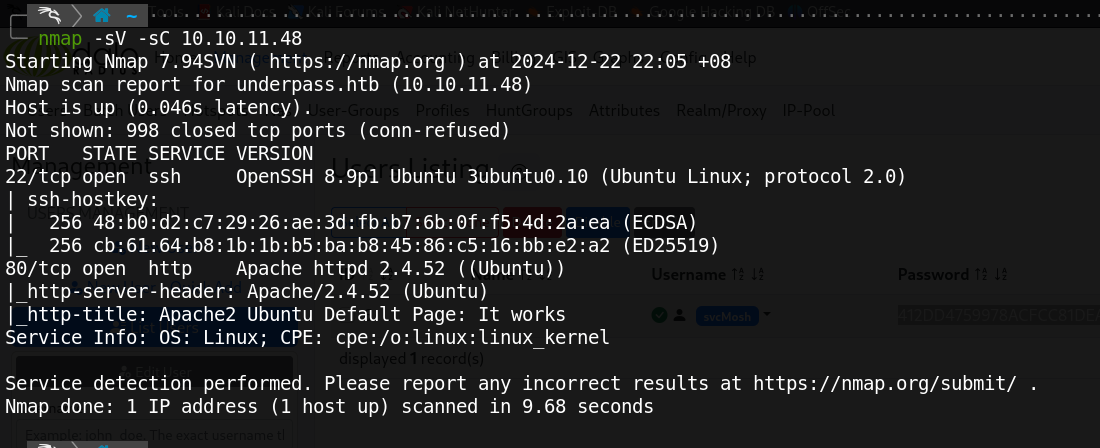 ~
nmap -sV -sC 10.10.11.48
Starting Nmap 7.94SVN ( https://nmap.org ) at 2024-12-22 22:05 +08
Nmap scan report for underpass.htb (10.10.11.48)
Host is up (0.046s latency).
User-Groups Profiles HuntGroups Attributes Realm/Proxy IP-Pool
Not shown: 998 closed tcp ports (conn-refused)
PORT STATE SERVICE VERSION
Management
Users Listing
22/tcp open ssh OpenSSH 8.9p1 Ubuntu 3ubuntu0.10 (Ubuntu Linux; protocol 2.0)
| ssh-hostkey:
| 256 48:b0:d2:c7:29:26:ae:3d:fb:b7:6b:0f:f5:4d:2a:ea (ECDSA)
|_ 256 cb:61:64:b8:1b:1b:b5:ba:b8:45:86:c5:16:bb:e2:a2 (ED25519)
80/tcp open http Apache httpd 2.4.52 ((Ubuntu))
Username Password
|_http-server-header: Apache/2.4.52 (Ubuntu)
|_http-title: Apache2 Ubuntu Default Page: It works
svcMosh
List Users
Service Info: OS: Linux; CPE: cpe:/o:linux:linux_kernel
displayed 1 record(s)
Edit User
Service detection performed. Please report any incorrect results at https://nmap.org/submit/ .
Nmap done: 1 IP address (1 host up) scanned in 9.68 seconds
Example: john_doe. The exact username
~